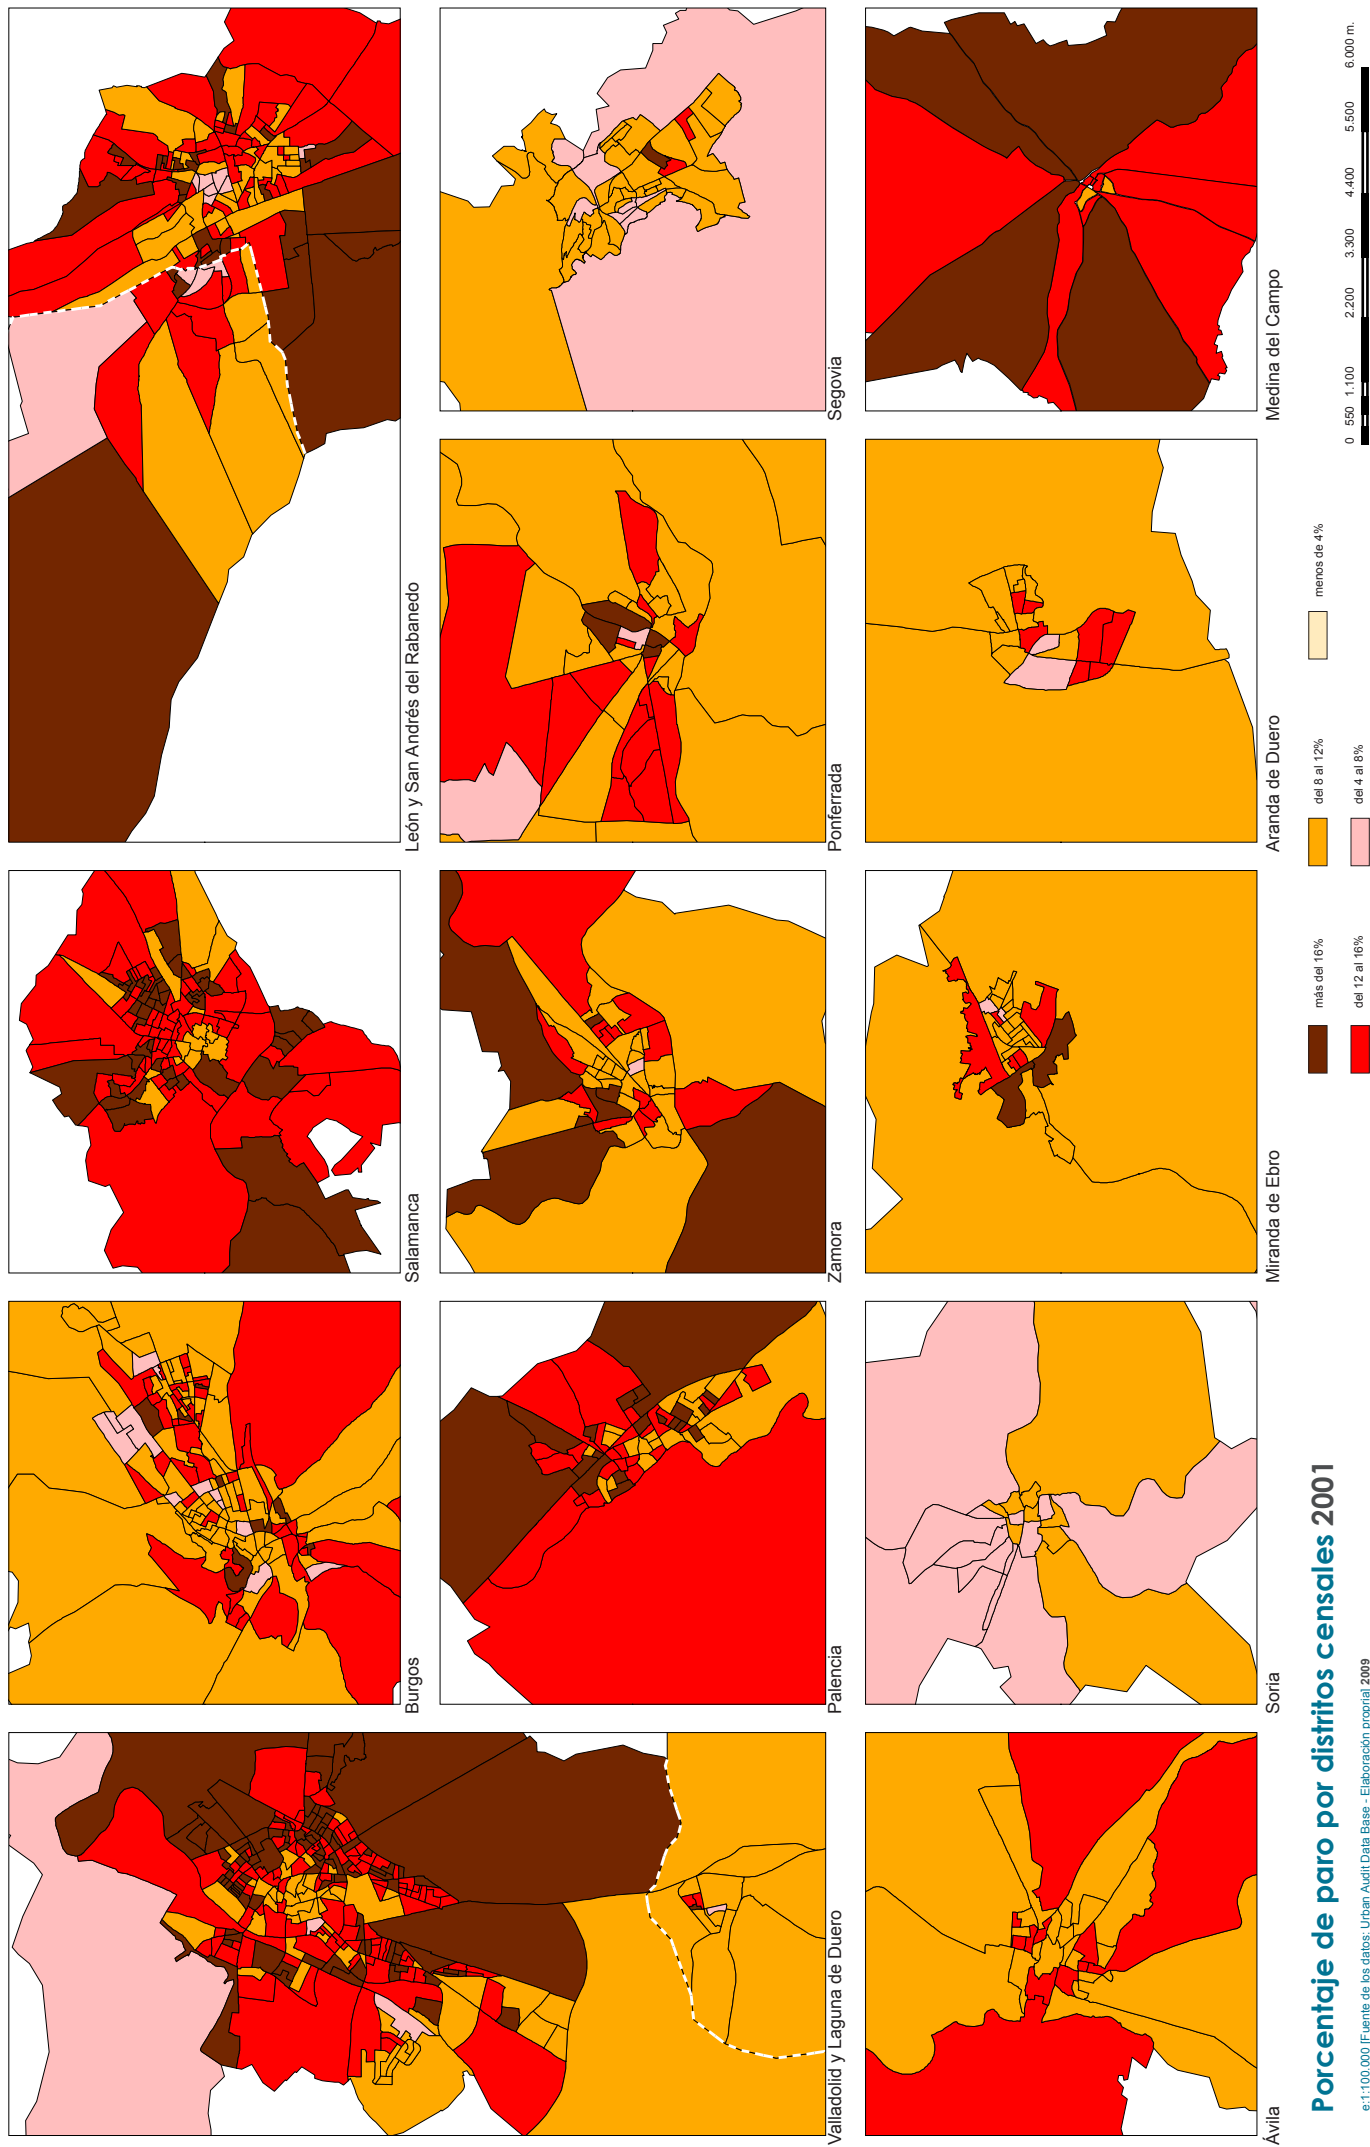 Valladolid y Laguna de Duero
Burgos
Salamanca
León y San Andrés del Rabanedo
Palencia
Zamora
Ponferrada
Segovia
Ávila
Soria
Miranda de Ebro
Aranda de Duero
Medina del Campo
Porcentaje de paro por distritos censales 2001
e:1:100.000 [Fuente de los datos: Urban Audit Data Base - Elaboración propria] 2009
más del 16%
del 8 al 12%
menos de 4%
del 12 al 16%
del 4 al 8%
0 550 1.100 2.200 3.300 4.400 5.500 6.000 m.